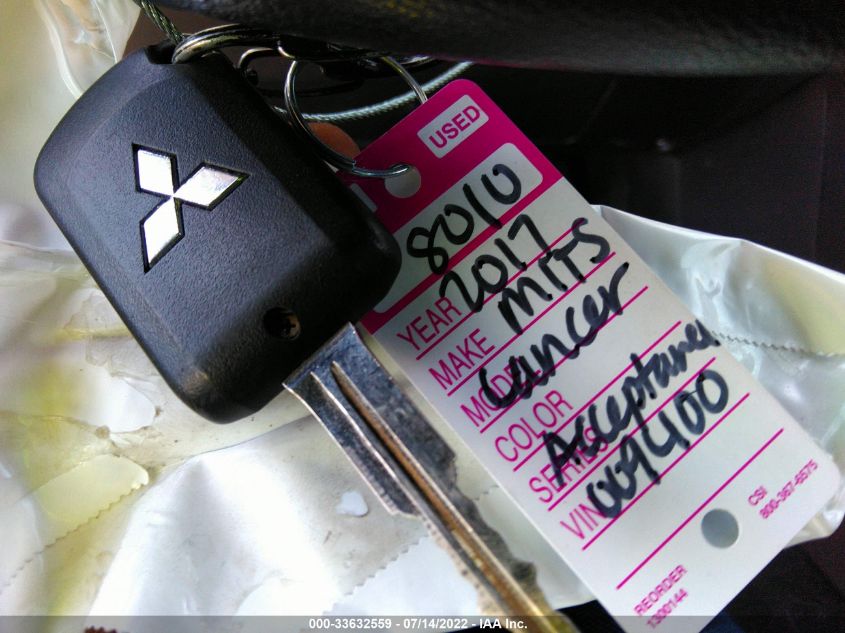 USED
8010
YEAR 2017
MAKE MITS
MODEL Lancer
COLOR
SERIES Acceptance
VIN 009400
CSI
800-367-6575
REORDER
1300144
000-33632559 - 07/14/2022 - IAA Inc.